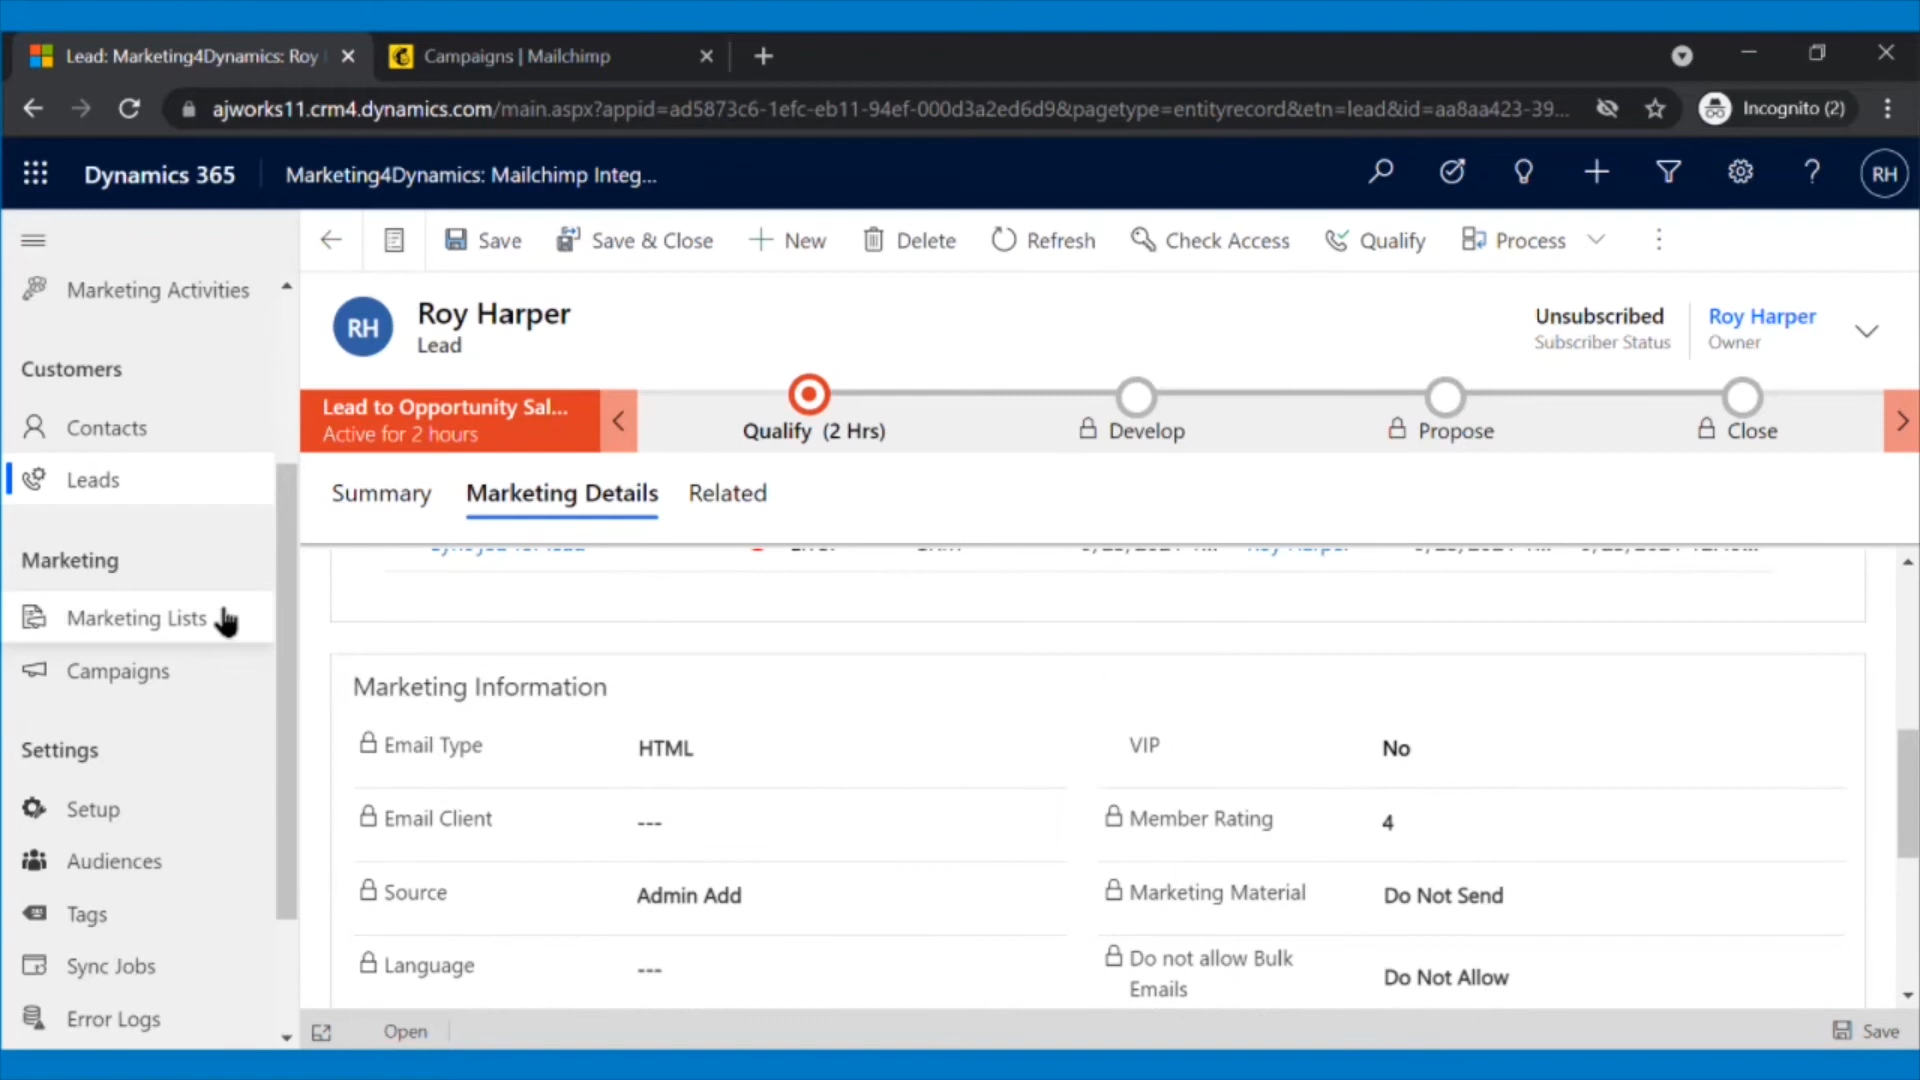 Lead: Marketing4Dynamics: Roy
Campaigns | Mailchimp
ajworks11.crm4.dynamics.com/main.aspx?appid=ad5873c6-1efc-eb11-94ef-000d3a2ed6d9&pagetype=entityrecord&etn=lead&id=aa8aa423-39...
Incognito (2)
Dynamics 365
Marketing4Dynamics: Mailchimp Integ...
RH
Save
Save & Close
New
Delete
Refresh
Check Access
Qualify
Process
Marketing Activities
Customers
Contacts
Leads
Marketing
Marketing Lists
Campaigns
Settings
Setup
Audiences
Tags
Sync Jobs
Error Logs
RH
Roy Harper
Lead
Unsubscribed
Subscriber Status
Roy Harper
Owner
Lead to Opportunity Sal...
Active for 2 hours
Qualify (2 Hrs)
Develop
Propose
Close
Summary
Marketing Details
Related
Marketing Information
Email Type
HTML
VIP
No
Email Client
---
Member Rating
4
Source
Admin Add
Marketing Material
Do Not Send
Language
---
Do not allow Bulk
Emails
Do Not Allow
Open
Save